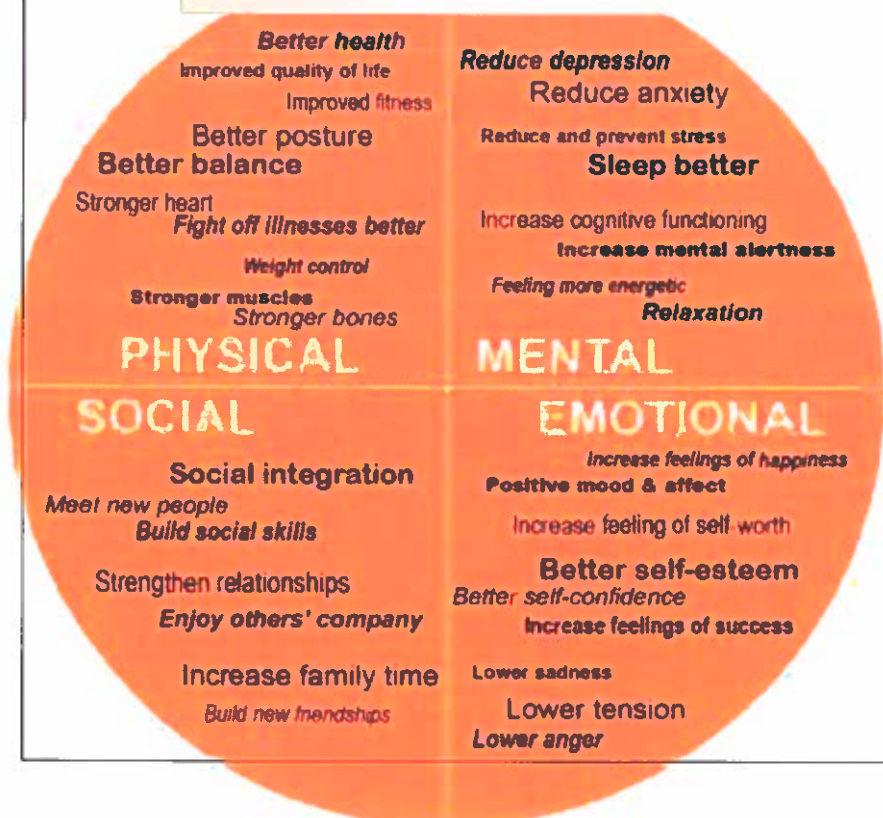 Better health
Improved quality of life
Improved fitness
Better posture
Better balance
Stronger heart
Fight off illnesses better
Weight control
Stronger muscles
Stronger bones
PHYSICAL
Reduce depression
Reduce anxiety
Reduce and prevent stress
Sleep better
Increase cognitive functioning
Increase mental alertness
Feeling more energetic
Relaxation
MENTAL
SOCIAL
Social integration
Meet new people
Build social skills
Strengthen relationships
Enjoy others' company
Increase family time
Build new friendships
EMOTIONAL
Increase feelings of happiness
Positive mood & affect
Increase feeling of self-worth
Better self-esteem
Better self-confidence
Increase feelings of success
Lower sadness
Lower tension
Lower anger